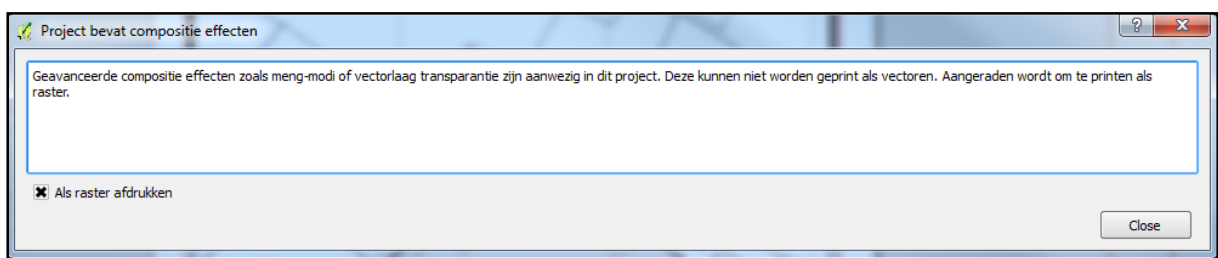 Project bevat compositie effecten
Geavanceerde compositie effecten zoals meng-modi of vectorlaag transparantie zijn aanwezig in dit project. Deze kunnen niet worden geprint als vectoren. Aangeraden wordt om te printen als
raster.
Als raster afdrukken
Close